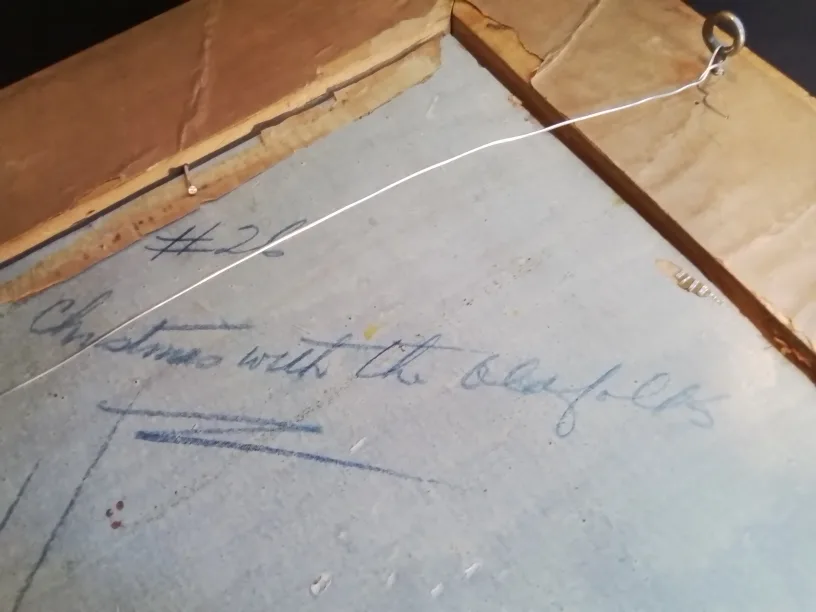 #26
Christmas with the Old folks